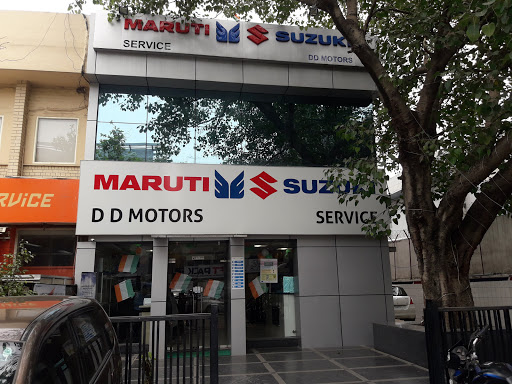 MARUTI SUZUKI
SERVICE
DD MOTORS
MARUTI SUZUKI
D D MOTORS
SERVICE
RVICE